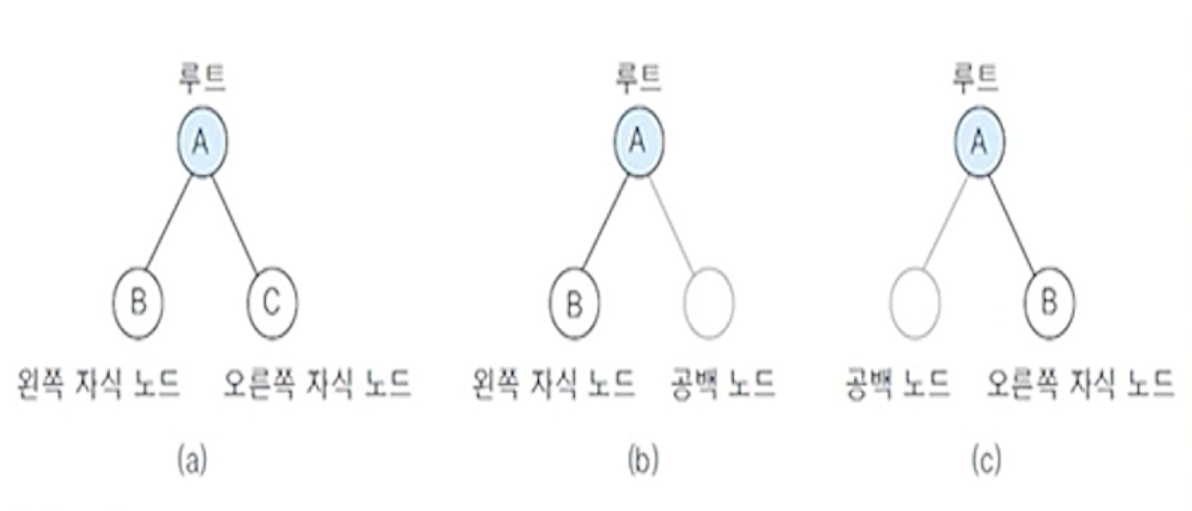 루트 루트 루트
A A A
B C B B
왼쪽 자식 노드 오른쪽 자식 노드 왼쪽 자식 노드 공백 노드 공백 노드 오른쪽 자식 노드
(a) (b) (c)